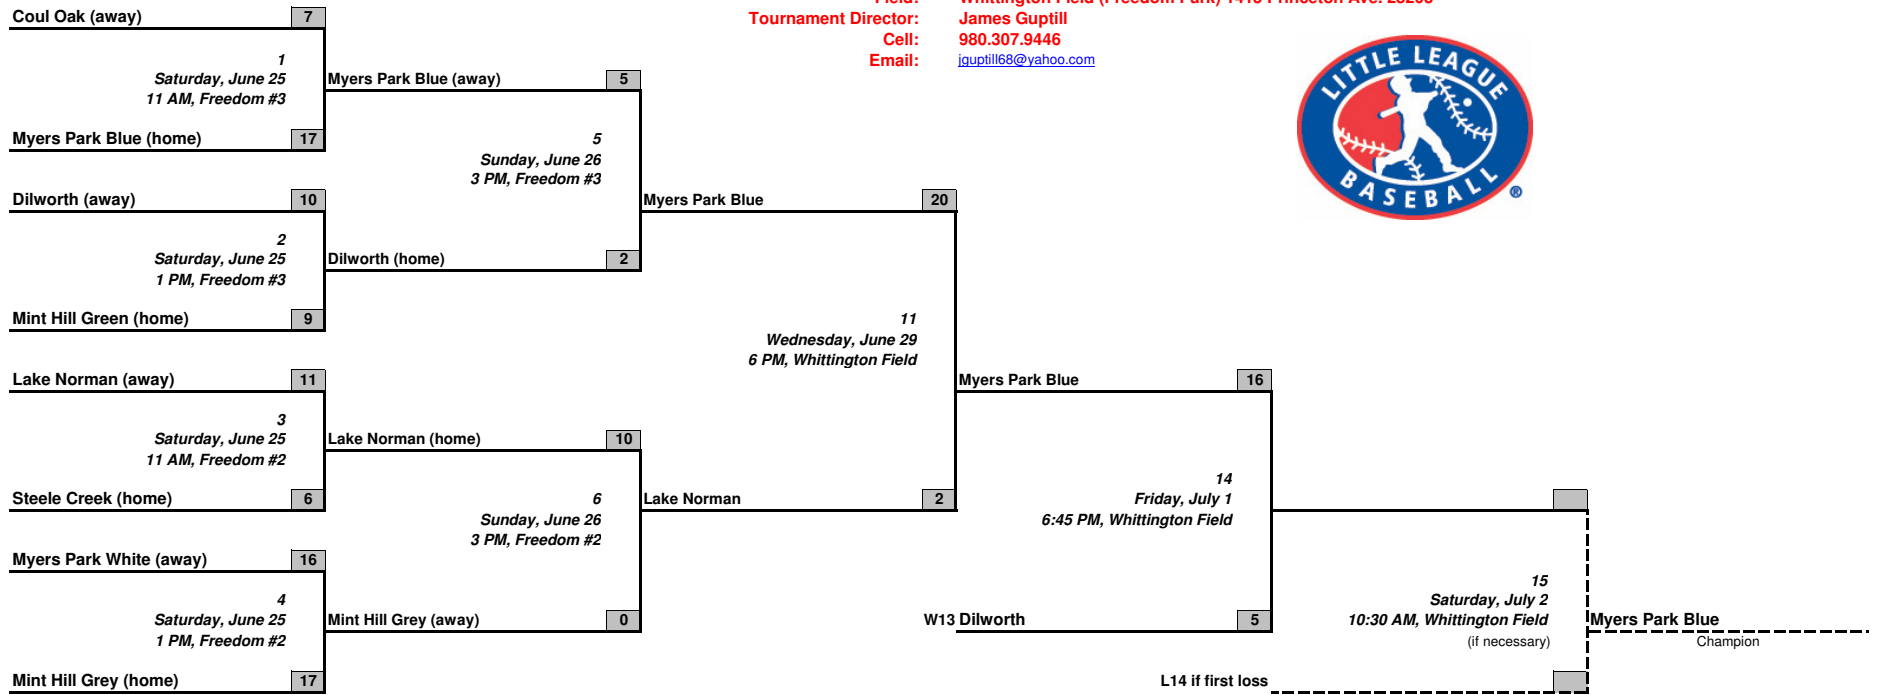 Field: Whittington Field (Freedom Park) 1415 Princeton Ave.
Tournament Director: James Guptill
Cell: 980.307.9446
Email: jguptill68@yahoo.com
LITTLE LEAGUE
BASEBALL ®
Coul Oak (away) 7
1
Saturday, June 25
11 AM, Freedom #3
Myers Park Blue (home) 17
Dilworth (away) 10
2
Saturday, June 25
1 PM, Freedom #3
Mint Hill Green (home) 9
Lake Norman (away) 11
3
Saturday, June 25
11 AM, Freedom #2
Steele Creek (home) 6
Myers Park White (away) 16
4
Saturday, June 25
1 PM, Freedom #2
Mint Hill Grey (home) 17
Myers Park Blue (away) 5
5
Sunday, June 26
3 PM, Freedom #3
Dilworth (home) 2
Lake Norman (home) 10
6
Sunday, June 26
3 PM, Freedom #2
Mint Hill Grey (away) 0
Myers Park Blue 20
11
Wednesday, June 29
6 PM, Whittington Field
Lake Norman 2
Myers Park Blue 16
14
Friday, July 1
6:45 PM, Whittington Field
W13 Dilworth 5
15
Saturday, July 2
10:30 AM, Whittington Field
(if necessary)
L14 if first loss
Myers Park Blue
Champion